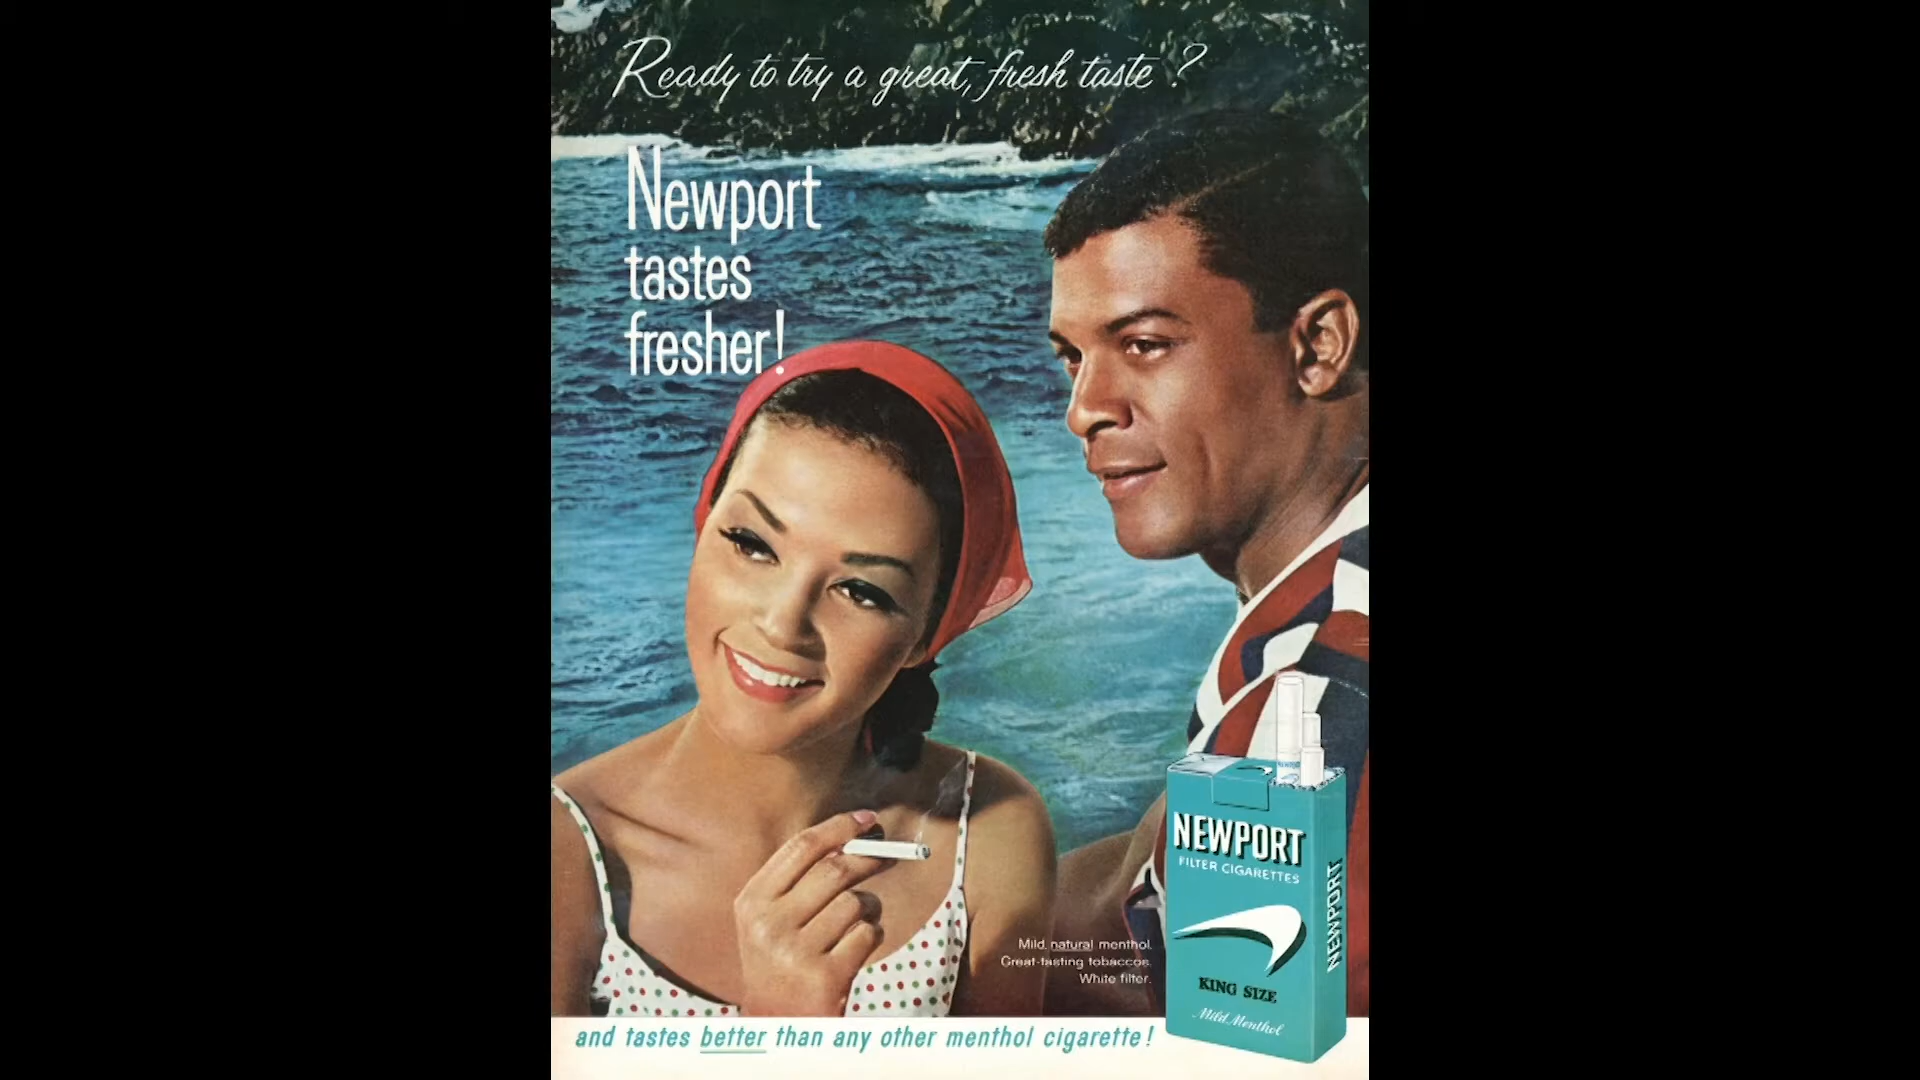 Ready to try a great, fresh taste?
Newport
tastes
fresher!
Mild, natural menthol.
Great-tasting tobaccos.
White filter.
NEWPORT
FILTER CIGARETTES
NEWPORT
KING SIZE
Mild Menthol
and tastes better than any other menthol cigarette!